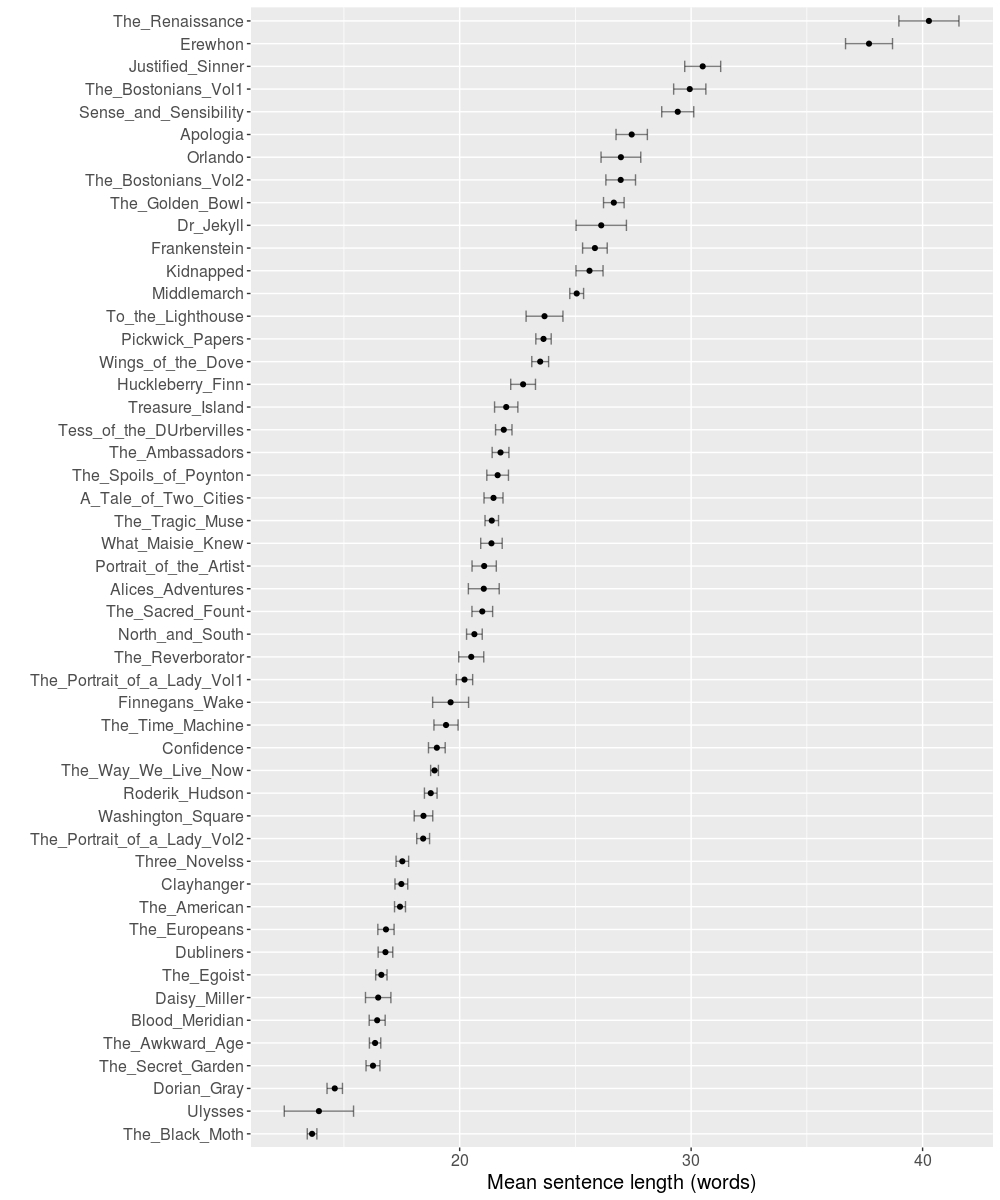 The_Renaissance
Erewhon
Justified_Sinner
The_Bostonians_Vol1
Sense_and_Sensibility
Apologia
Orlando
The_Bostonians_Vol2
The_Golden_Bowl
Dr_Jekyll
Frankenstein
Kidnapped
Middlemarch
To_the_Lighthouse
Pickwick_Papers
Wings_of_the_Dove
Huckleberry_Finn
Treasure_Island
Tess_of_the_DUrbervilles
The_Ambassadors
The_Spoils_of_Poynton
A_Tale_of_Two_Cities
The_Tragic_Muse
What_Maisie_Knew
Portrait_of_the_Artist
Alices_Adventures
The_Sacred_Fount
North_and_South
The_Reverborator
The_Portrait_of_a_Lady_Vol1
Finnegans_Wake
The_Time_Machine
Confidence
The_Way_We_Live_Now
Roderik_Hudson
Washington_Square
The_Portrait_of_a_Lady_Vol2
Three_Novelss
Clayhanger
The_American
The_Europeans
Dubliners
The_Egoist
Daisy_Miller
Blood_Meridian
The_Awkward_Age
The_Secret_Garden
Dorian_Gray
Ulysses
The_Black_Moth
20 30 40
Mean sentence length (words)